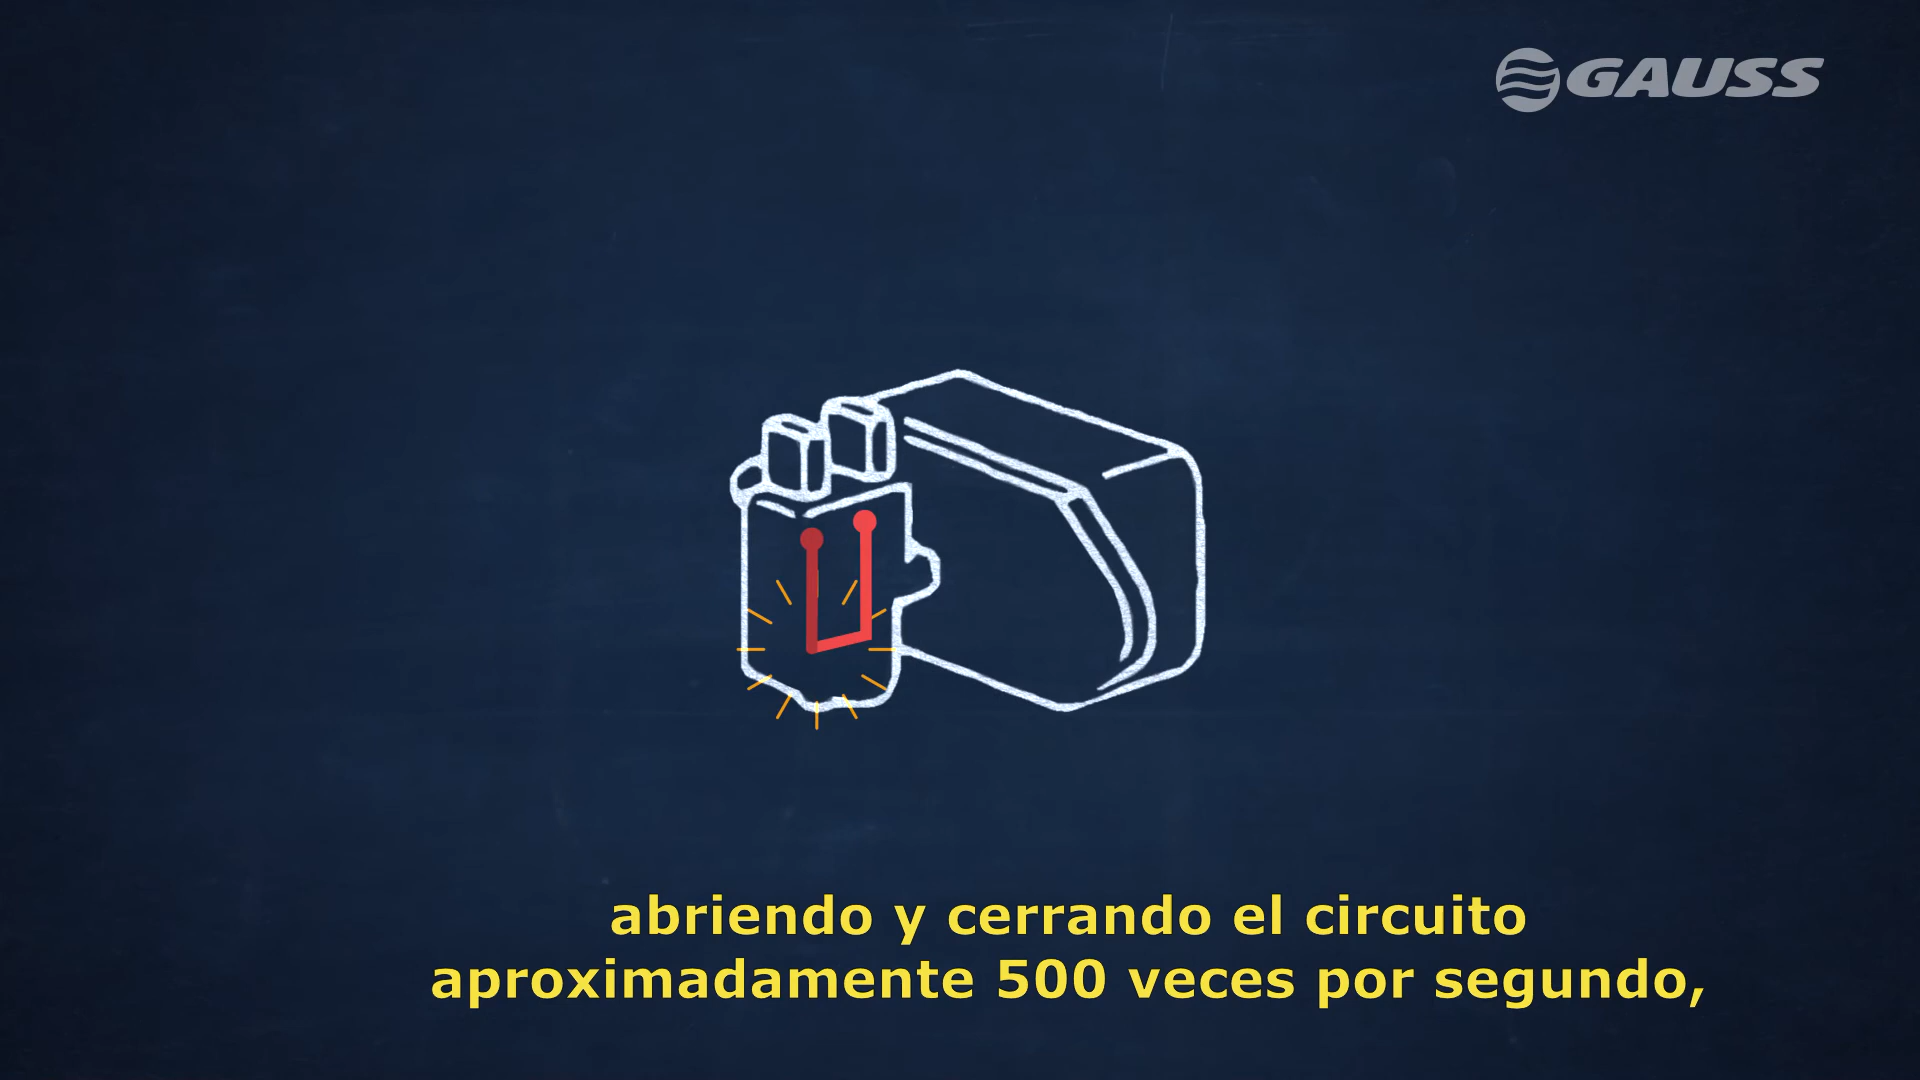 GAUSS
abriendo y cerrando el circuito
aproximadamente 500 veces por segundo,